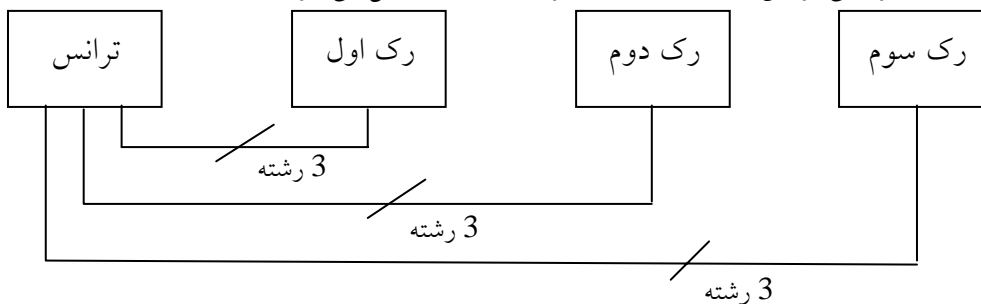 رک سوم
رک دوم
رک اول
ترانس
3 رشته
3 رشته
3 رشته